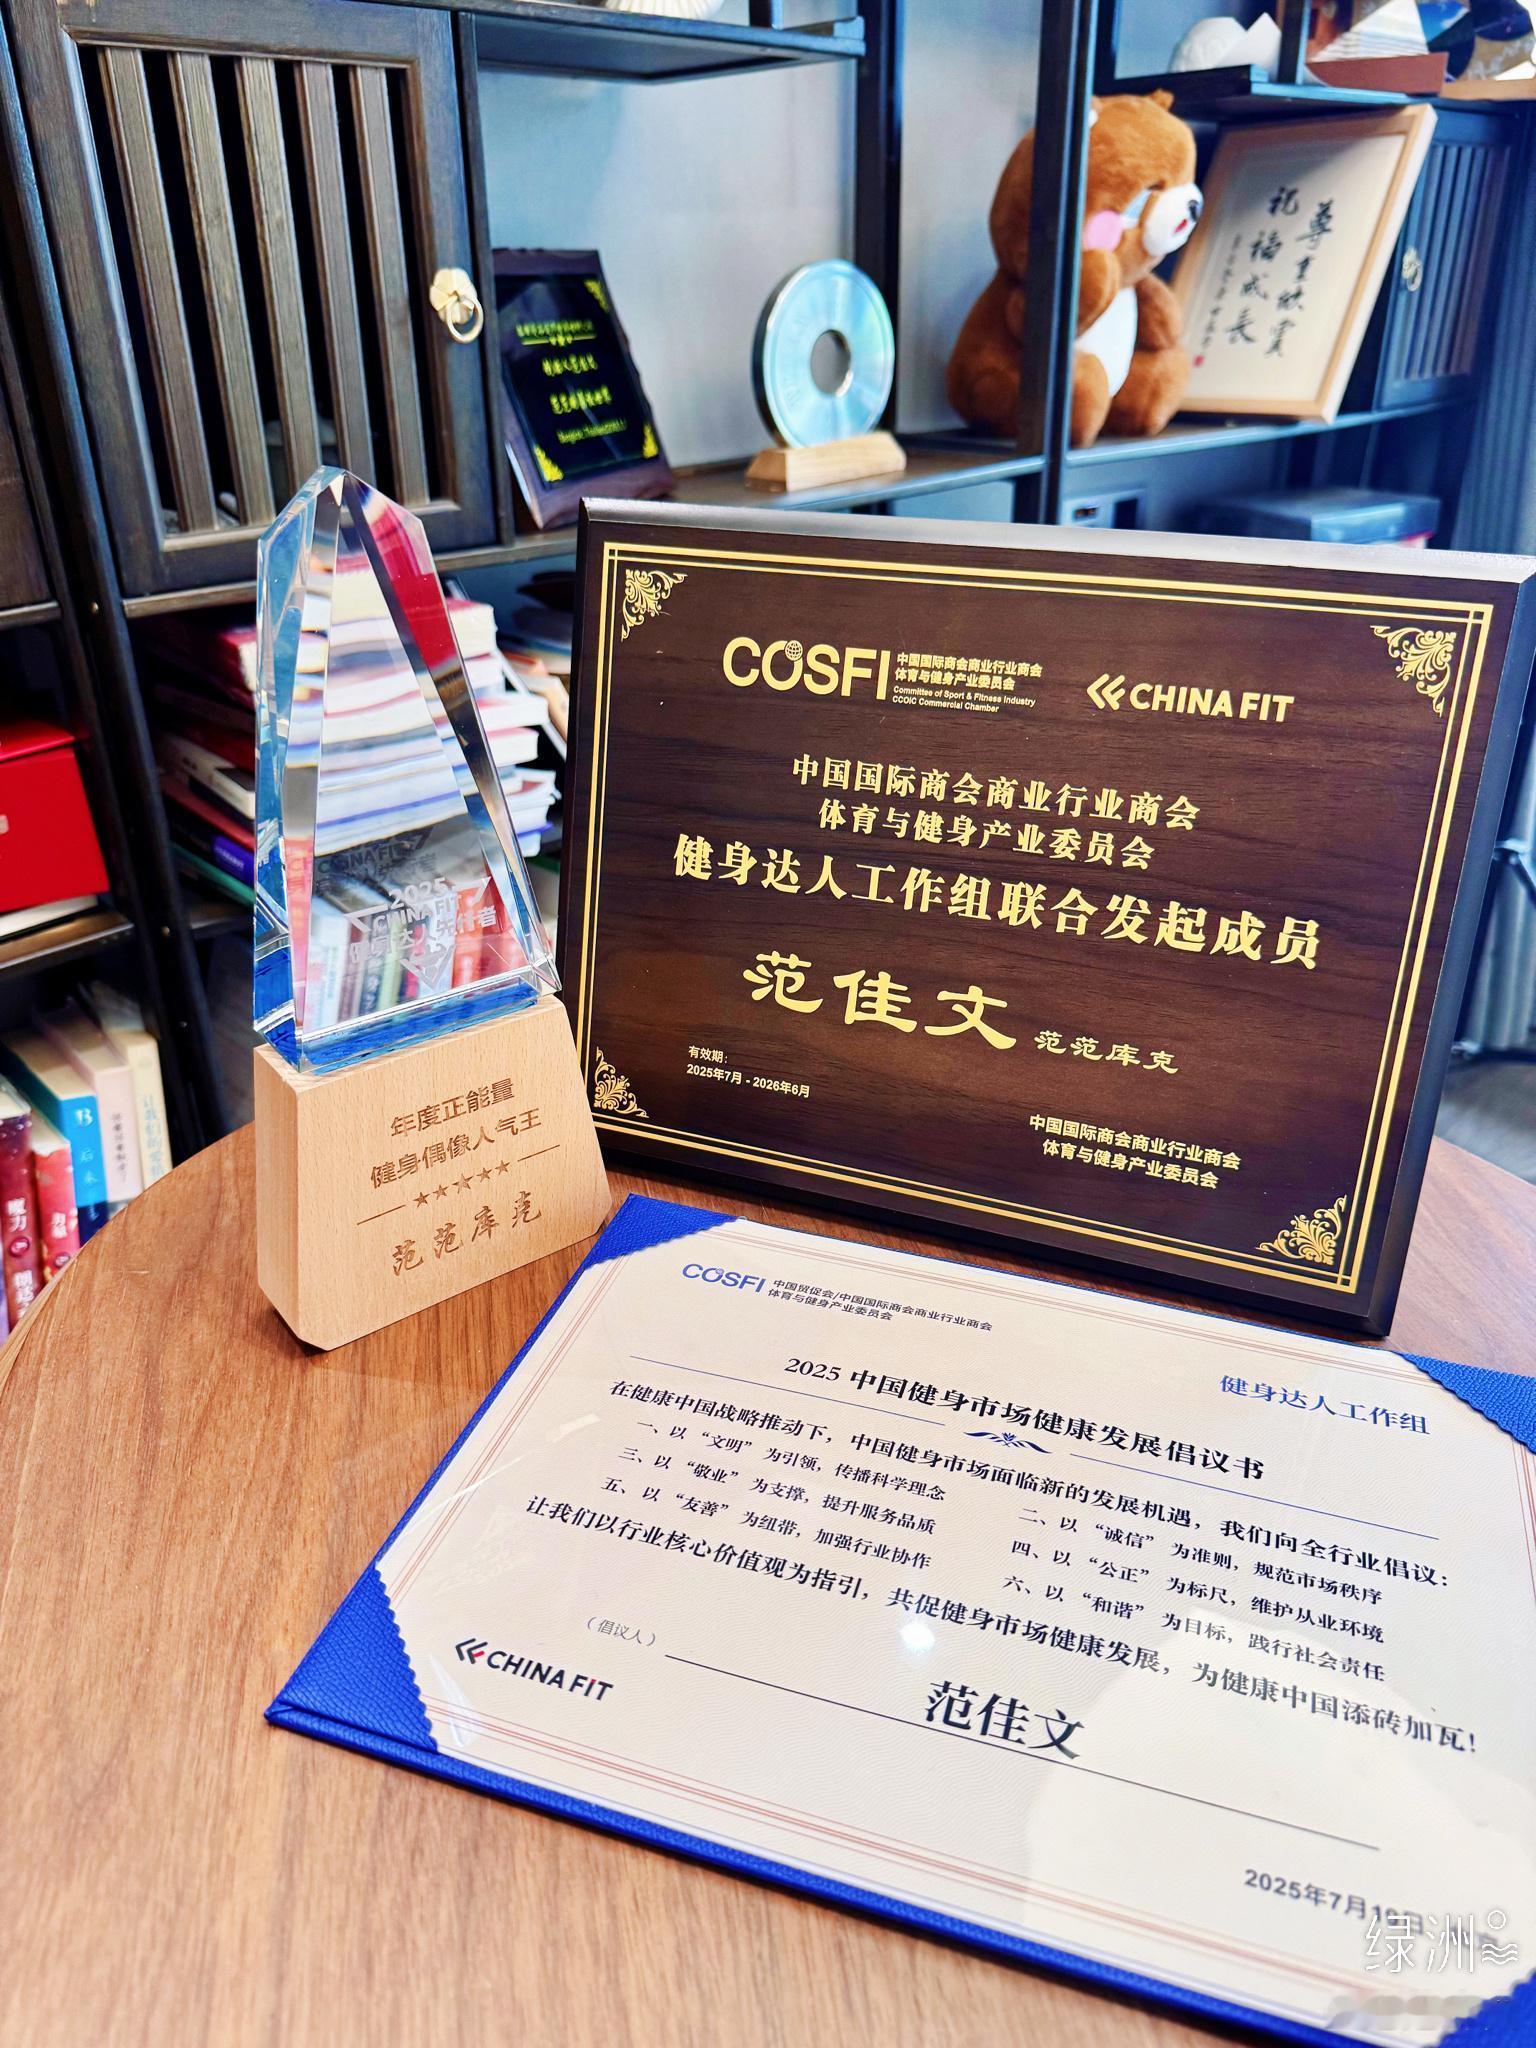 尊重欣赏
祝福成长
2025
CHINA FIT
健身达人先行者
年度正能量
健身偶像人气王
范范库克
COSFI
中国国际商会商业行业商会
体育与健身产业委员会
Committee of Sport & Fitness Industry
CCOIC Commercial Chamber
CHINA FIT
中国国际商会商业行业商会
体育与健身产业委员会
健身达人工作组联合发起成员
范佳文 范范库克
有效期：
2025年7月 - 2026年6月
中国国际商会商业行业商会
体育与健身产业委员会
COSFI
中国贸促会/中国国际商会商业行业商会
体育与健身产业委员会
健身达人工作组
2025 中国健身市场健康发展倡议书
在健康中国战略推动下，中国健身市场面临新的发展机遇，我们向全行业倡议：
一、以“文明”为引领，传播科学理念
二、以“诚信”为准则，规范市场秩序
三、以“敬业”为支撑，提升服务品质
四、以“公正”为标尺，维护从业环境
五、以“友善”为纽带，加强行业协作
六、以“和谐”为目标，践行社会责任
让我们以行业核心价值观为指引，共促健身市场健康发展，为健康中国添砖加瓦!
（倡议人）
范佳文
CHINA FIT
2025年7月
绿洲
后来
魔力